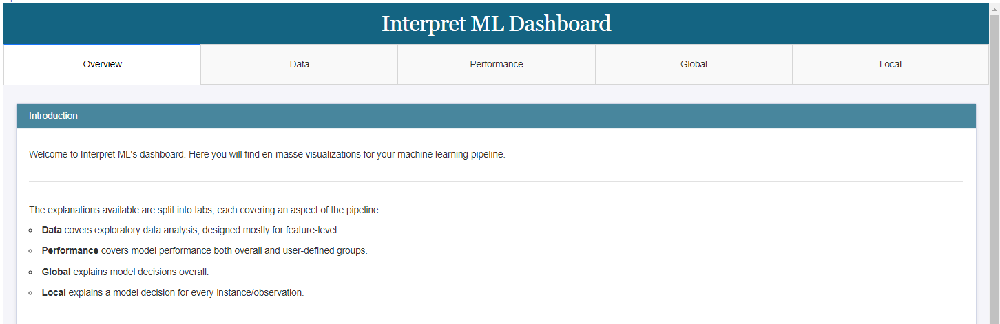 Interpret ML Dashboard
Overview
Data
Performance
Global
Local
Introduction
Welcome to Interpret ML's dashboard. Here you will find en-masse visualizations for your machine learning pipeline.
The explanations available are split into tabs, each covering an aspect of the pipeline.
Data covers exploratory data analysis, designed mostly for feature-level.
Performance covers model performance both overall and user-defined groups.
Global explains model decisions overall.
Local explains a model decision for every instance/observation.